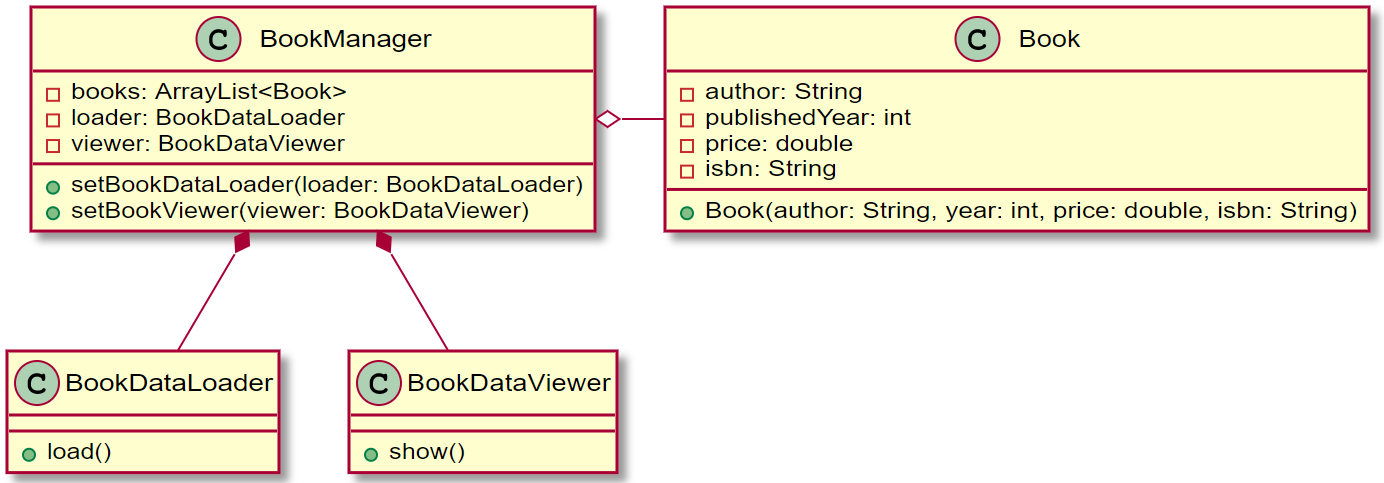 C BookManager
books: ArrayList<Book>
loader: BookDataLoader
viewer: BookDataViewer
setBookDataLoader(loader: BookDataLoader)
setBookViewer(viewer: BookDataViewer)
C Book
author: String
publishedYear: int
price: double
isbn: String
Book(author: String, year: int, price: double, isbn: String)
C BookDataLoader
load()
C BookDataViewer
show()